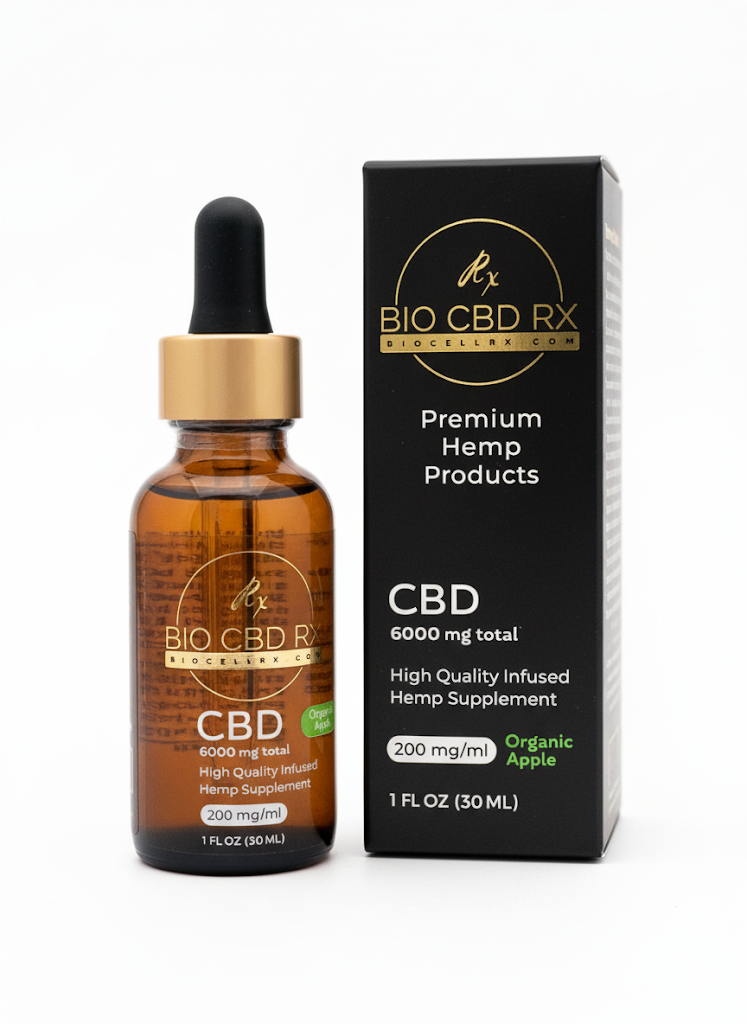 Rx
BIO CBD RX
BIOCELLRX.COM
CBD
Organic
Apple
6000 mg total
High Quality Infused
Hemp Supplement
200 mg/ml
1 FL OZ (30 ML)
Rx
BIO CBD RX
BIOCELLRX.COM
Premium
Hemp
Products
CBD
6000 mg total
High Quality Infused
Hemp Supplement
200 mg/ml
Organic
Apple
1 FL OZ (30 ML)